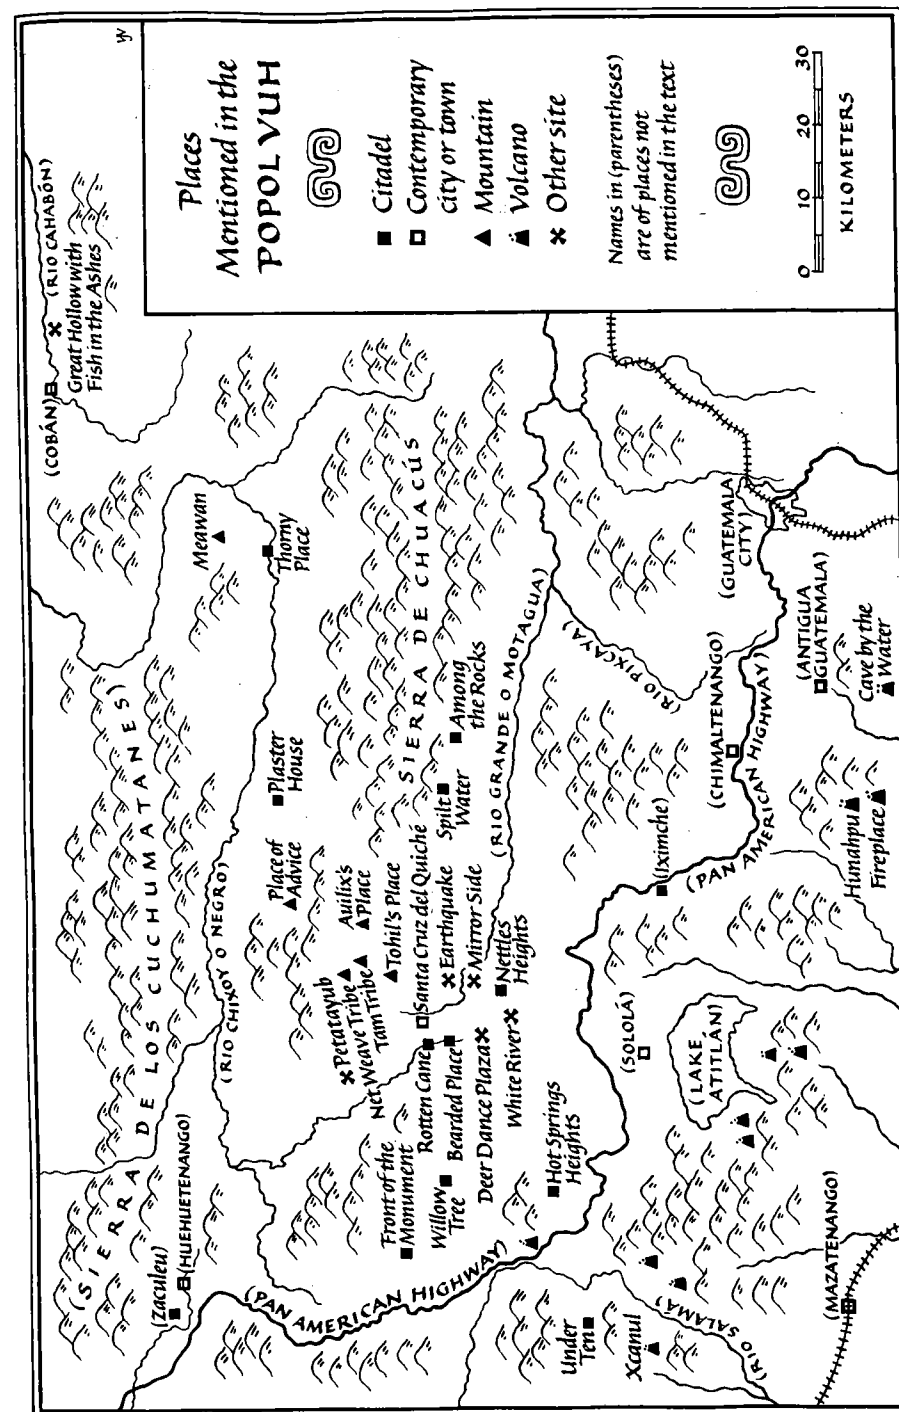 Places
Mentioned in the
POPOL VUH
Citadel
Contemporary
city or town
Mountain
Volcano
Other site
Names in (parentheses)
are of places not
mentioned in the text
0 10 20 30
KILOMETERS
(SIERRA DE LOS CUCHUMATANES)
(COBÁN)
(RIO CAHABÓN)
Great Hollow with
Fish in the Ashes
(Zaculeu)
(HUEHUETENANGO)
(RIO CHIXOY O NEGRO)
Meawan
Thorny
Place
Plaster
House
Place of
Advice
Petatayub
Net Weave Tribe
Tam Tribe
Auilix's
Place
Tohil's Place
SIERRA DE CHUACÚS
Front of the
Monument
Rotten Cane
Santa Cruz del Quiché
Spilt
Water
Among
the Rocks
Willow
Tree
Bearded Place
Earthquake
Deer Dance Plaza
Mirror Side
White River
Nettles
Heights
(RIO GRANDE O MOTAGUA)
(PAN AMERICAN HIGHWAY)
Hot Springs
Heights
(RIO PIXCAYA)
Under
Ten
Xcanul
(RIO SALAMA)
(SOLOLÁ)
(LAKE
ATITLÁN)
(Iximche)
(PAN AMERICAN HIGHWAY)
(CHIMALTENANGO)
(GUATEMALA
CITY)
(ANTIGUA
GUATEMALA)
Cave by the
Water
Hunahpu
Fireplace
(MAZATENANGO)